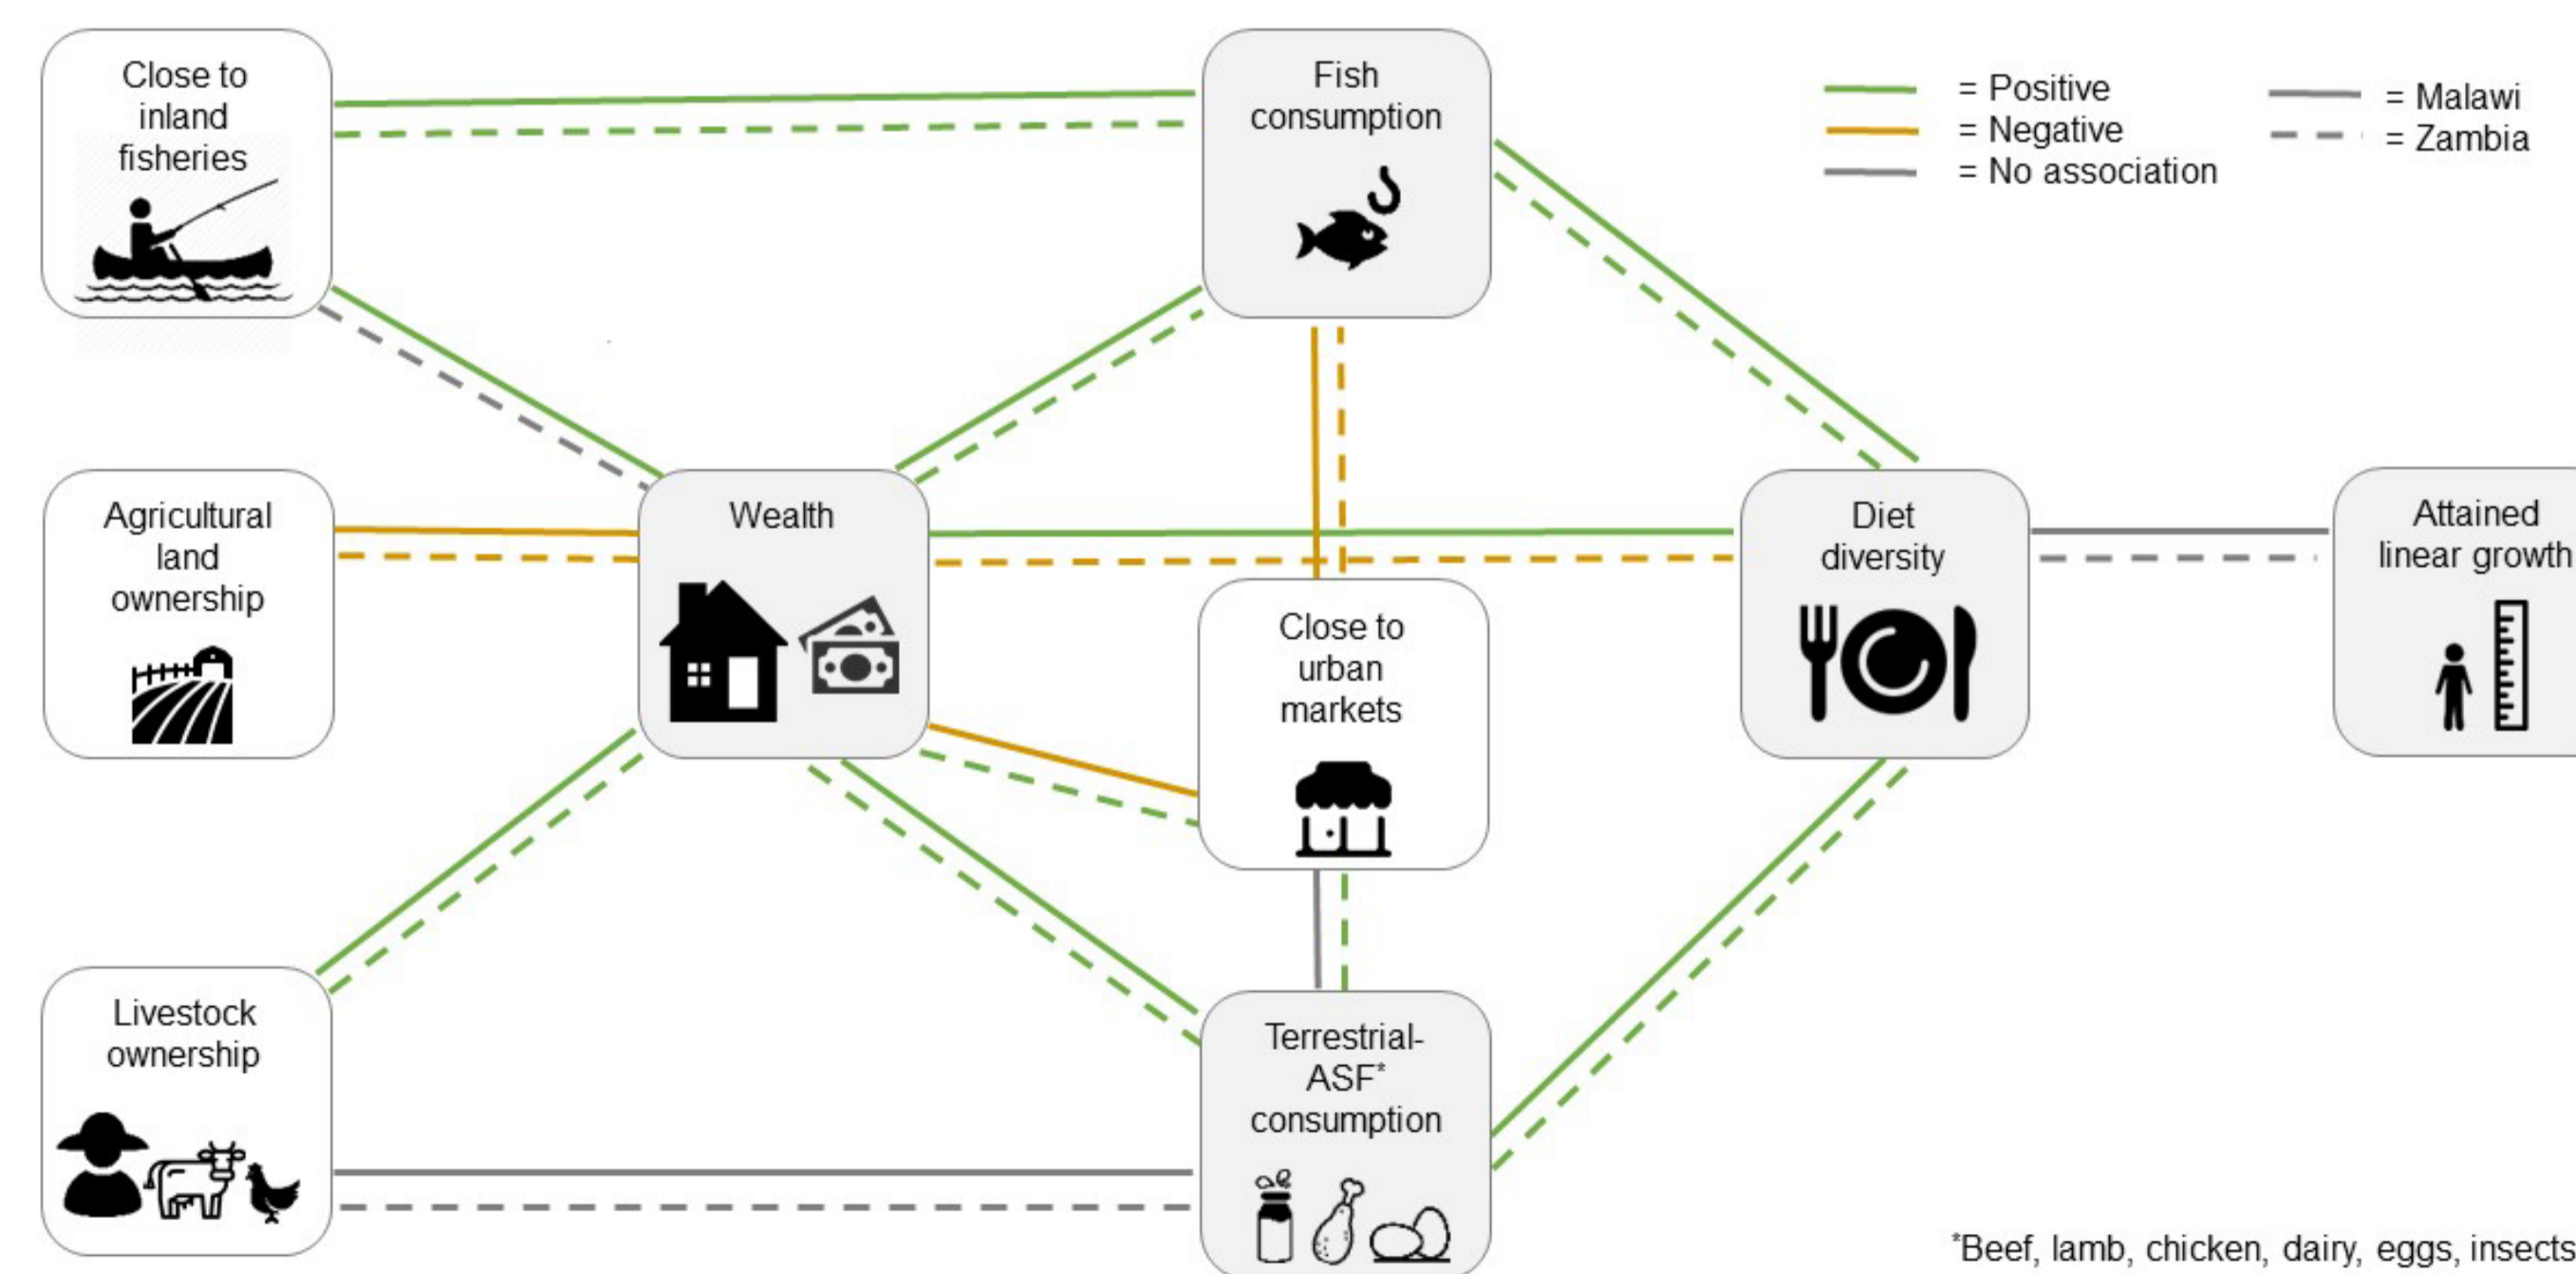 Close to
inland
fisheries
Fish
consumption
= Positive
= Negative
= No association
= Malawi
= Zambia
Agricultural
land
ownership
Wealth
Close to
urban
markets
Diet
diversity
Attained
linear growth
Livestock
ownership
Terrestrial-
ASF*
consumption
*Beef, lamb, chicken, dairy, eggs, insects